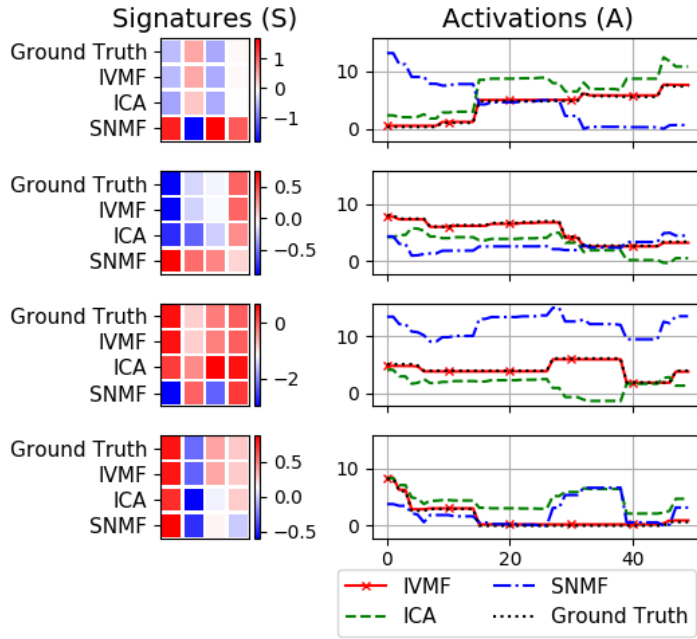 Signatures (S) Activations (A)
Ground Truth
IVMF
ICA
SNMF
1
0
−1
10
0
Ground Truth
IVMF
ICA
SNMF
0.5
0.0
−0.5
10
0
Ground Truth
IVMF
ICA
SNMF
0
−2
10
0
Ground Truth
IVMF
ICA
SNMF
0.5
0.0
−0.5
10
0
0 20 40
IVMF SNMF
ICA Ground Truth